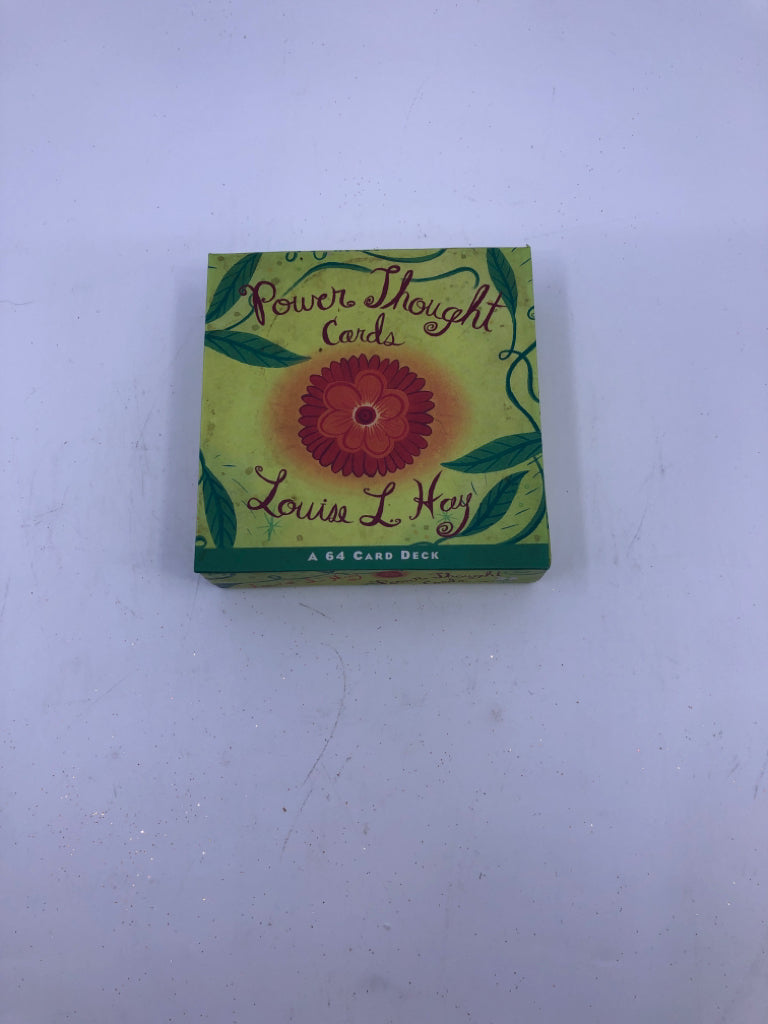 Power Thought
Cards
Louise L. Hay
A 64 CARD DECK